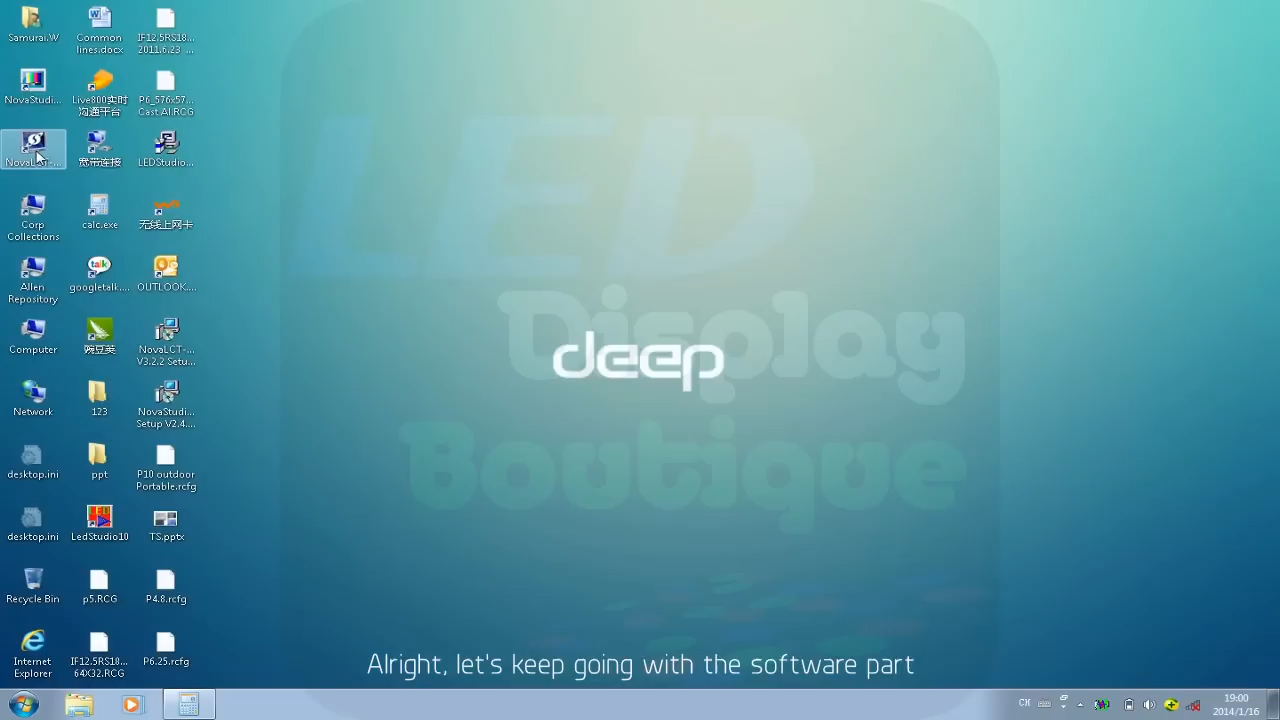 Samurai.W
Common
lines.docx
IF12.5RS18...
2011.6.23 ...
NovaStudi...
Live800实时
沟通平台
P6_576x57...
Cast Al.RCG
NovaLCT-...
宽带连接
LEDStudio...
Corp
Collections
calc.exe
无线上网卡
Allen
Repository
talk
googletalk....
OUTLOOK....
Computer
豌豆荚
NovaLCT-...
V3.2.2 Setu...
Network
123
NovaStudi...
Setup V2.4....
desktop.ini
ppt
P10 outdoor
Portable.rcfg
desktop.ini
LED
LedStudio10
TS.pptx
Recycle Bin
p5.RCG
P4.8.rcfg
Internet
Explorer
IF12.5RS18...
64X32.RCG
P6.25.rcfg
LED
Display
Boutique
deep
Alright, let's keep going with the software part
CH
19:00
2014/1/16